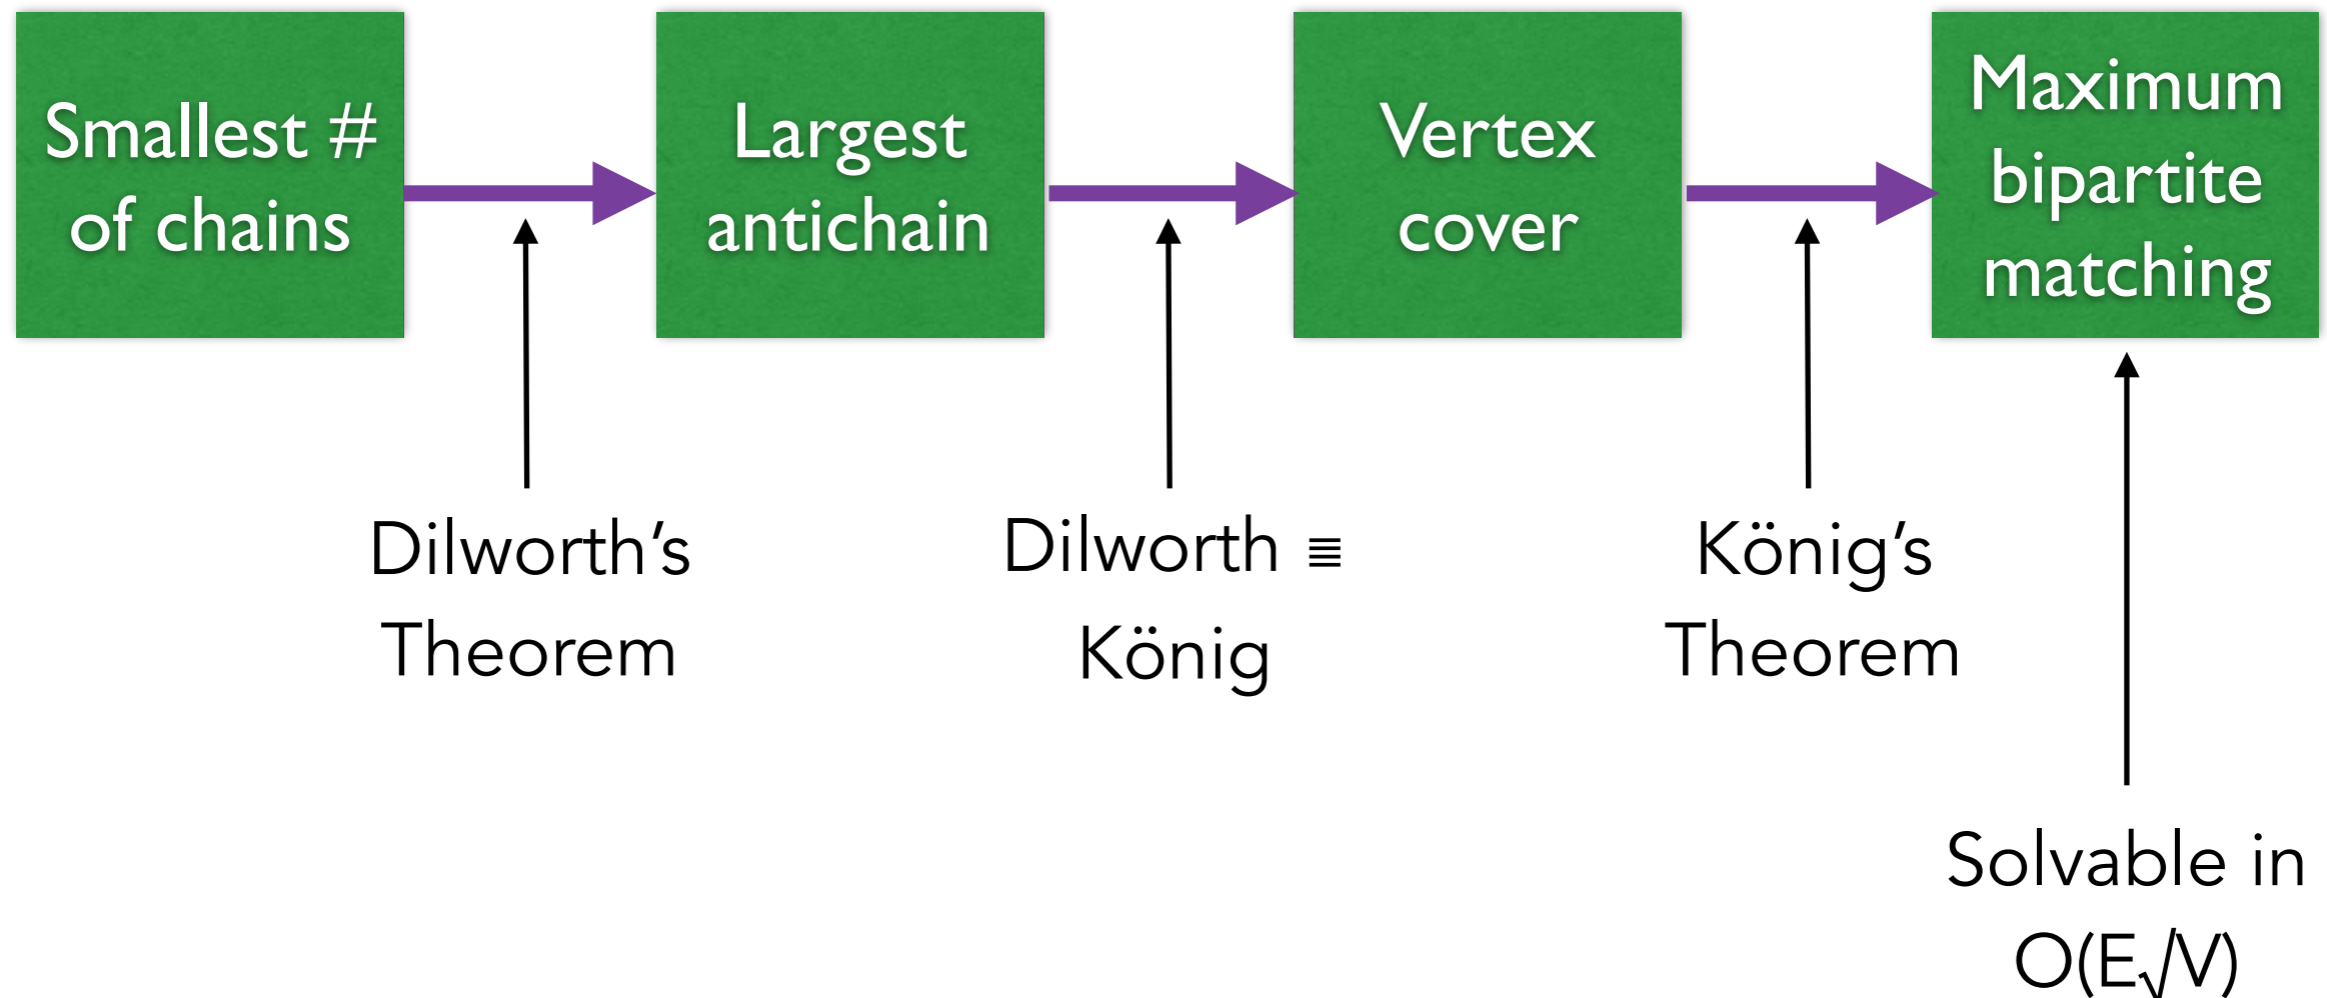 Smallest #
of chains
Largest
antichain
Vertex
cover
Maximum
bipartite
matching
Dilworth’s
Theorem
Dilworth ≣
König
König’s
Theorem
Solvable in
O(E√V)